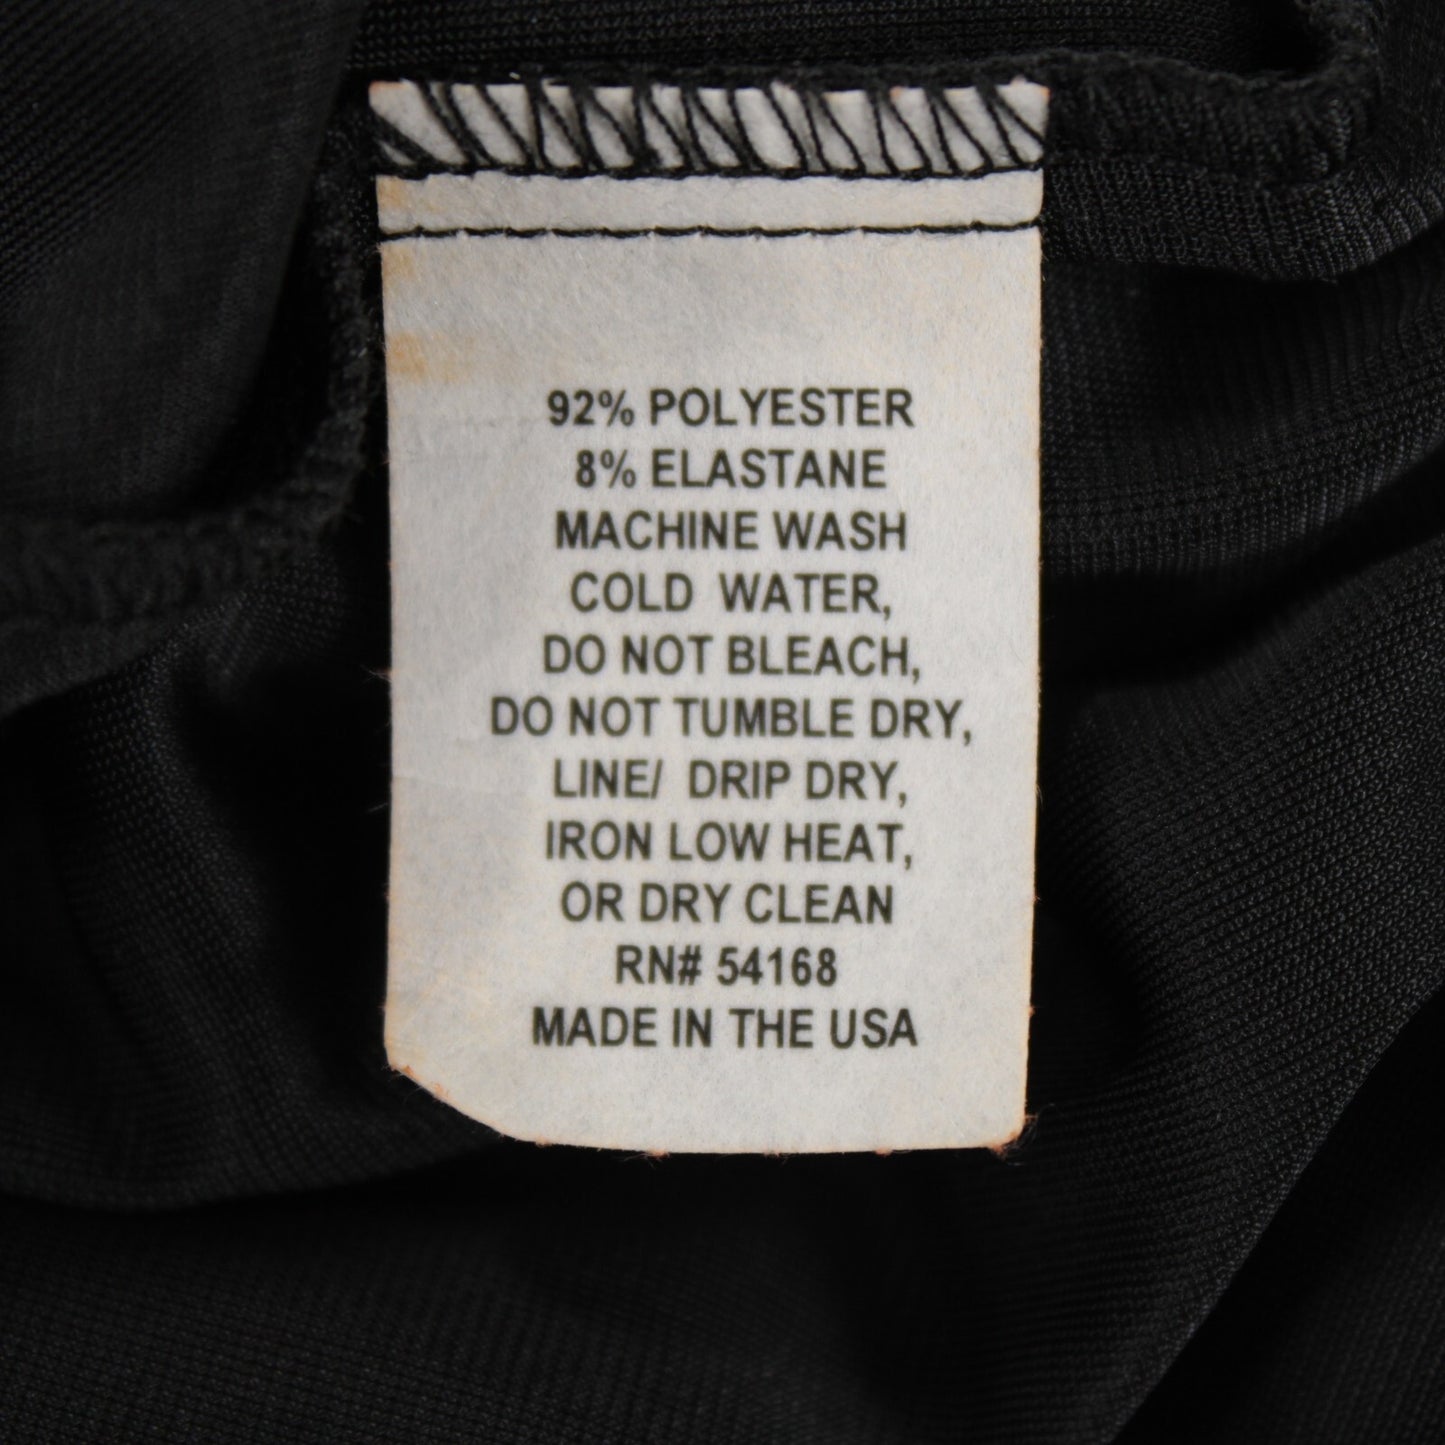 92% POLYESTER
8% ELASTANE
MACHINE WASH
COLD WATER,
DO NOT BLEACH,
DO NOT TUMBLE DRY,
LINE/ DRIP DRY,
IRON LOW HEAT,
OR DRY CLEAN
RN# 54168
MADE IN THE USA